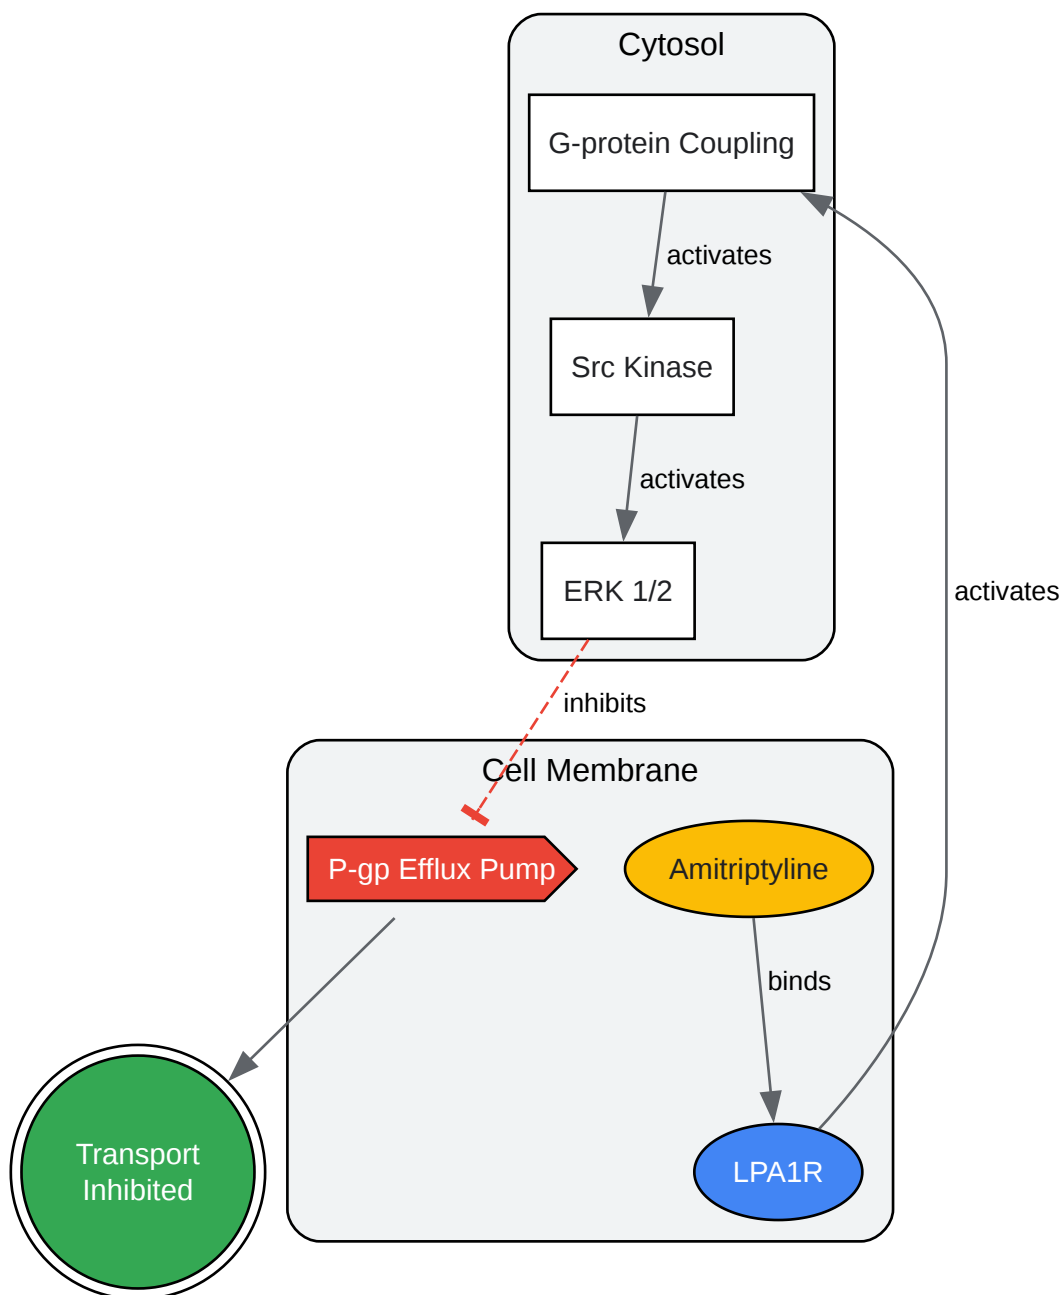 Cytosol
G-protein Coupling
activates
Src Kinase
activates
ERK 1/2
activates
inhibits
Cell Membrane
P-gp Efflux Pump
Amitriptyline
binds
Transport
Inhibited
LPA1R